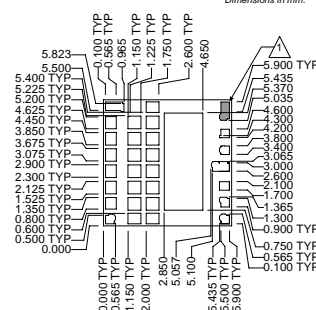 Dimensions in mm.
0.100 TYP
0.565 TYP
0.965
1.150 TYP
1.225 TYP
1.750 TYP
2.600 TYP
4.650
1
5.823
5.500
5.400 TYP
5.225 TYP
5.200 TYP
4.625 TYP
4.450 TYP
3.850 TYP
3.675 TYP
3.075 TYP
2.900 TYP
2.300 TYP
2.125 TYP
1.525 TYP
1.350 TYP
0.800 TYP
0.600 TYP
0.500 TYP
0.000
5.900 TYP
5.435
5.370
5.035
4.600
4.300
4.200
3.800
3.400
3.065
3.000
2.600
2.100
1.700
1.365
1.300
0.900 TYP
0.750 TYP
0.565 TYP
0.100 TYP
0.000 TYP
0.565 TYP
1.150 TYP
2.000 TYP
2.850
5.057
5.100
5.435 TYP
5.500 TYP
5.900 TYP